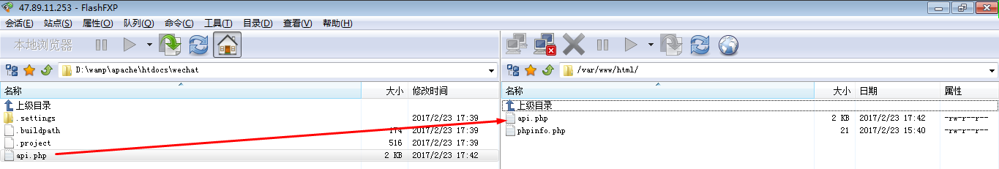 47.89.11.253 - FlashFXP
会话(E) 站点(S) 属性(O) 队列(Q) 命令(C) 工具(T) 目录(D) 查看(V) 帮助(H)
本地浏览器
D:\wamp\apache\htdocs\wechat
名称 大小 修改时间
上级目录
.settings 2017/2/23 17:39
.buildpath 174 2017/2/23 17:39
.project 516 2017/2/23 17:39
api.php 2 KB 2017/2/23 17:42
/var/www/html/
名称 大小 日期 属性
上级目录
api.php 2 KB 2017/2/23 17:42 -rw-r--r--
phpinfo.php 21 2017/2/23 15:40 -rw-r--r--